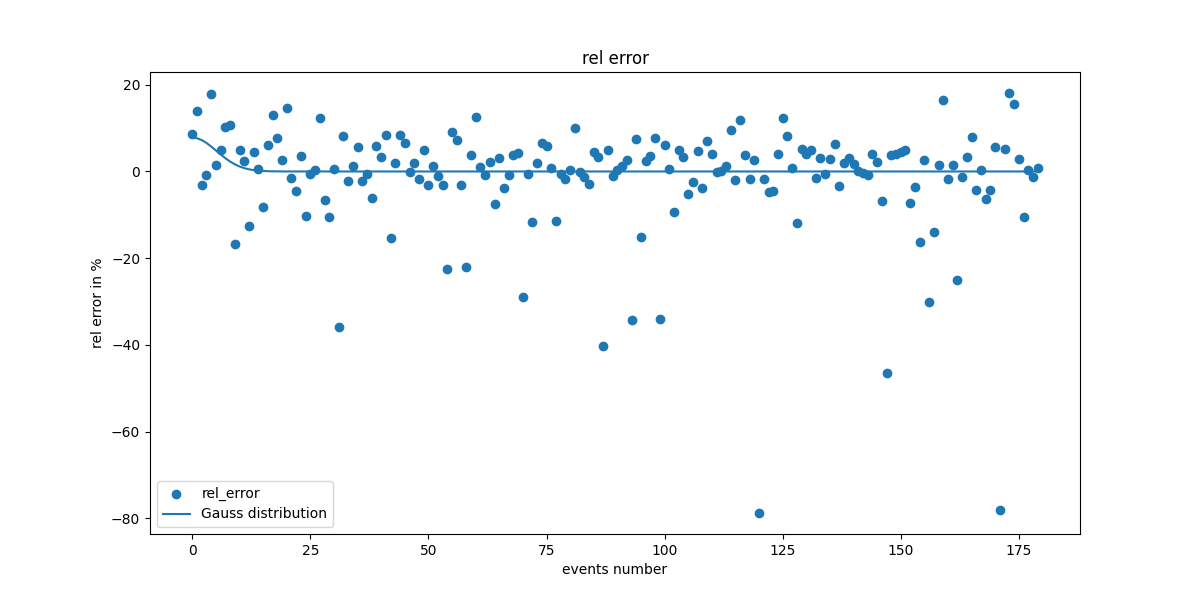 rel error
20
0
−20
−40
−60
−80
rel error in %
rel_error
Gauss distribution
0
25
50
75
100
125
150
175
events number